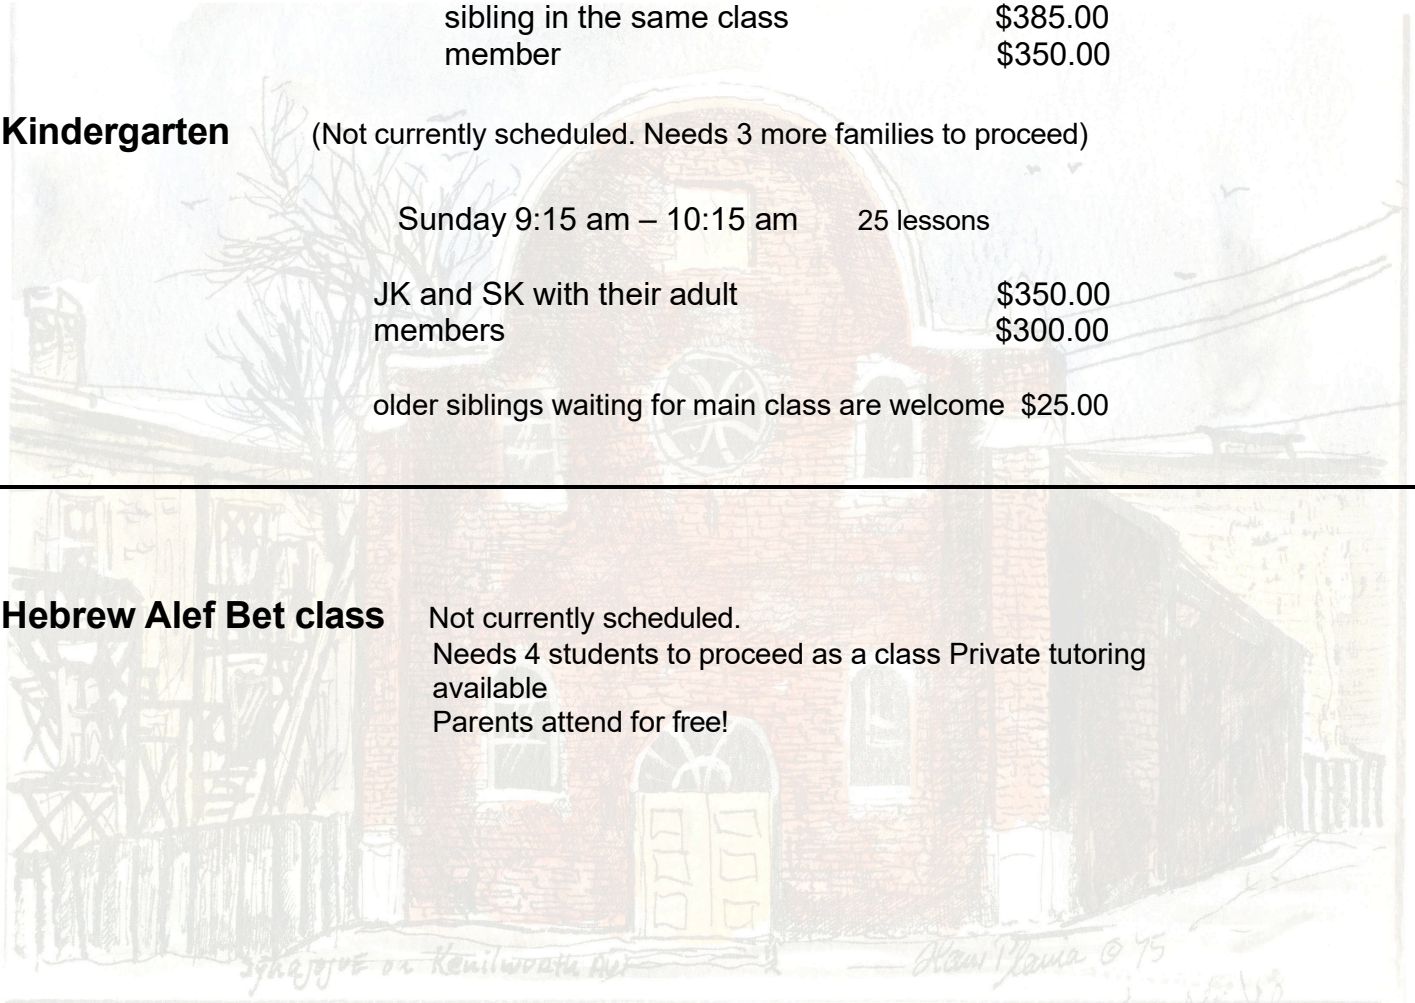 sibling in the same class $385.00
member $350.00
Kindergarten (Not currently scheduled. Needs 3 more families to proceed)
Sunday 9:15 am – 10:15 am 25 lessons
JK and SK with their adult $350.00
members $300.00
older siblings waiting for main class are welcome $25.00
Hebrew Alef Bet class Not currently scheduled.
Needs 4 students to proceed as a class Private tutoring
available
Parents attend for free!
on Kenilworth Ave